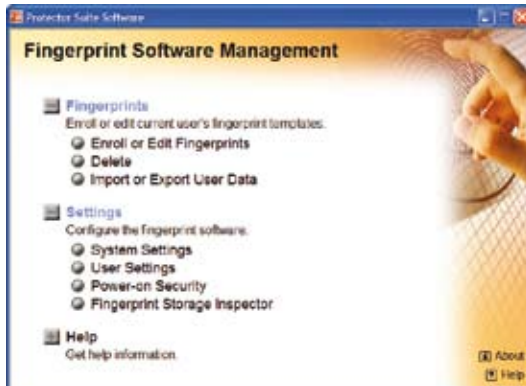 Protector Suite Software
Fingerprint Software Management
Fingerprints
Enroll or edit current user's fingerprint templates.
Enroll or Edit Fingerprints
Delete
Import or Export User Data
Settings
Configure the fingerprint software.
System Settings
User Settings
Power-on Security
Fingerprint Storage Inspector
Help
Get help information.
About
Help